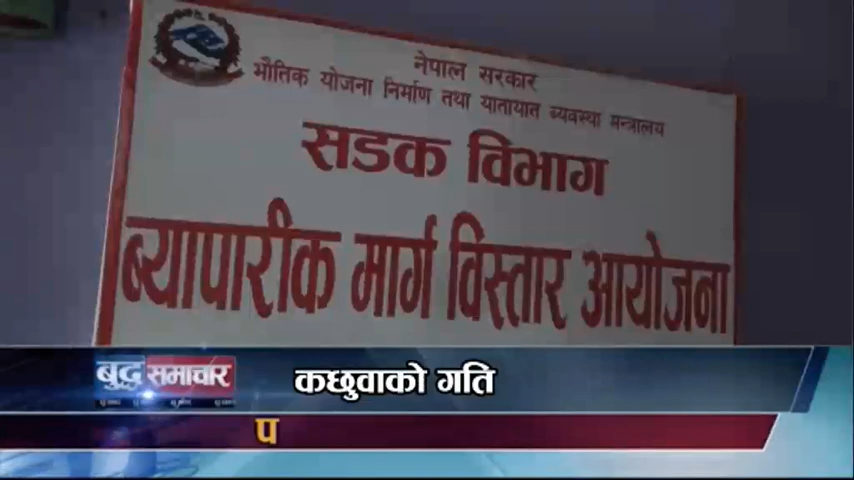 नेपाल सरकार
भौतिक योजना निर्माण तथा यातायात व्यवस्था मन्त्रालय
सडक विभाग
ब्यापारीक मार्ग विस्तार आयोजना
बुद्ध समाचार
कछुवाको गति
प